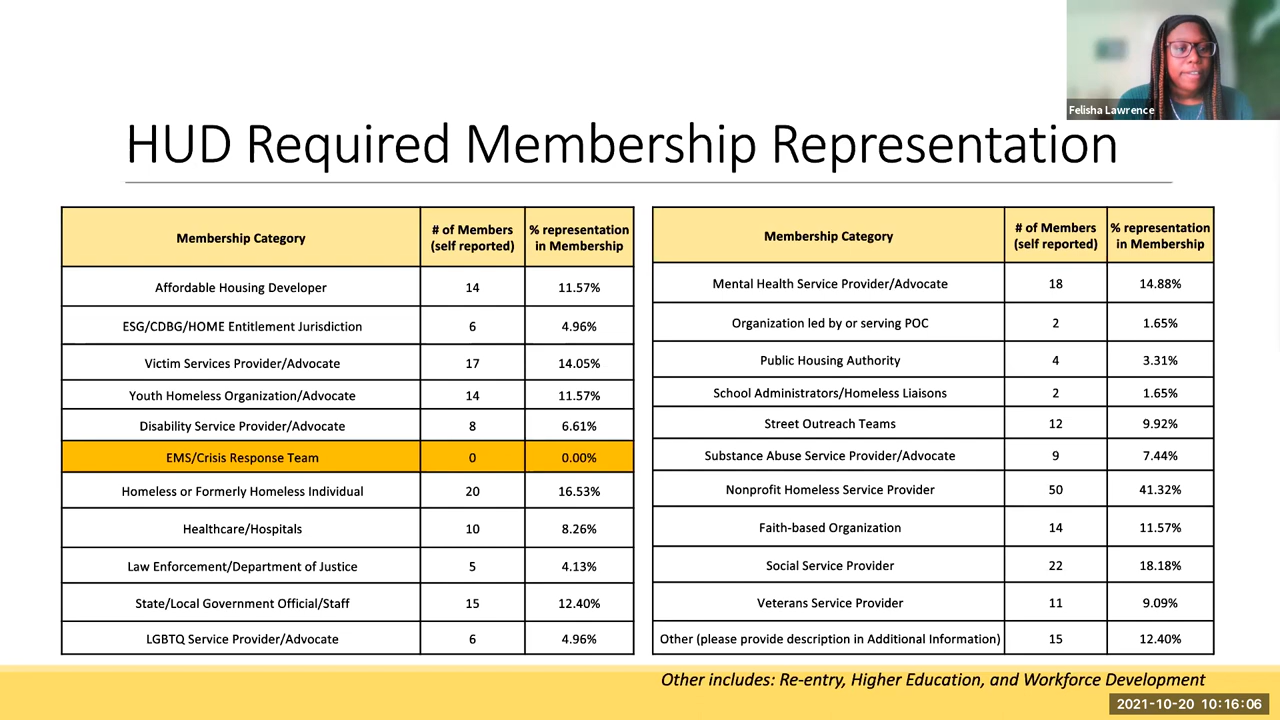 Felisha Lawrence
HUD Required Membership Representation
Membership Category # of Members (self reported) % representation in Membership
Affordable Housing Developer 14 11.57%
ESG/CDBG/HOME Entitlement Jurisdiction 6 4.96%
Victim Services Provider/Advocate 17 14.05%
Youth Homeless Organization/Advocate 14 11.57%
Disability Service Provider/Advocate 8 6.61%
EMS/Crisis Response Team 0 0.00%
Homeless or Formerly Homeless Individual 20 16.53%
Healthcare/Hospitals 10 8.26%
Law Enforcement/Department of Justice 5 4.13%
State/Local Government Official/Staff 15 12.40%
LGBTQ Service Provider/Advocate 6 4.96%
Membership Category # of Members (self reported) % representation in Membership
Mental Health Service Provider/Advocate 18 14.88%
Organization led by or serving POC 2 1.65%
Public Housing Authority 4 3.31%
School Administrators/Homeless Liaisons 2 1.65%
Street Outreach Teams 12 9.92%
Substance Abuse Service Provider/Advocate 9 7.44%
Nonprofit Homeless Service Provider 50 41.32%
Faith-based Organization 14 11.57%
Social Service Provider 22 18.18%
Veterans Service Provider 11 9.09%
Other (please provide description in Additional Information) 15 12.40%
Other includes: Re-entry, Higher Education, and Workforce Development
2021-10-20 10:16:06